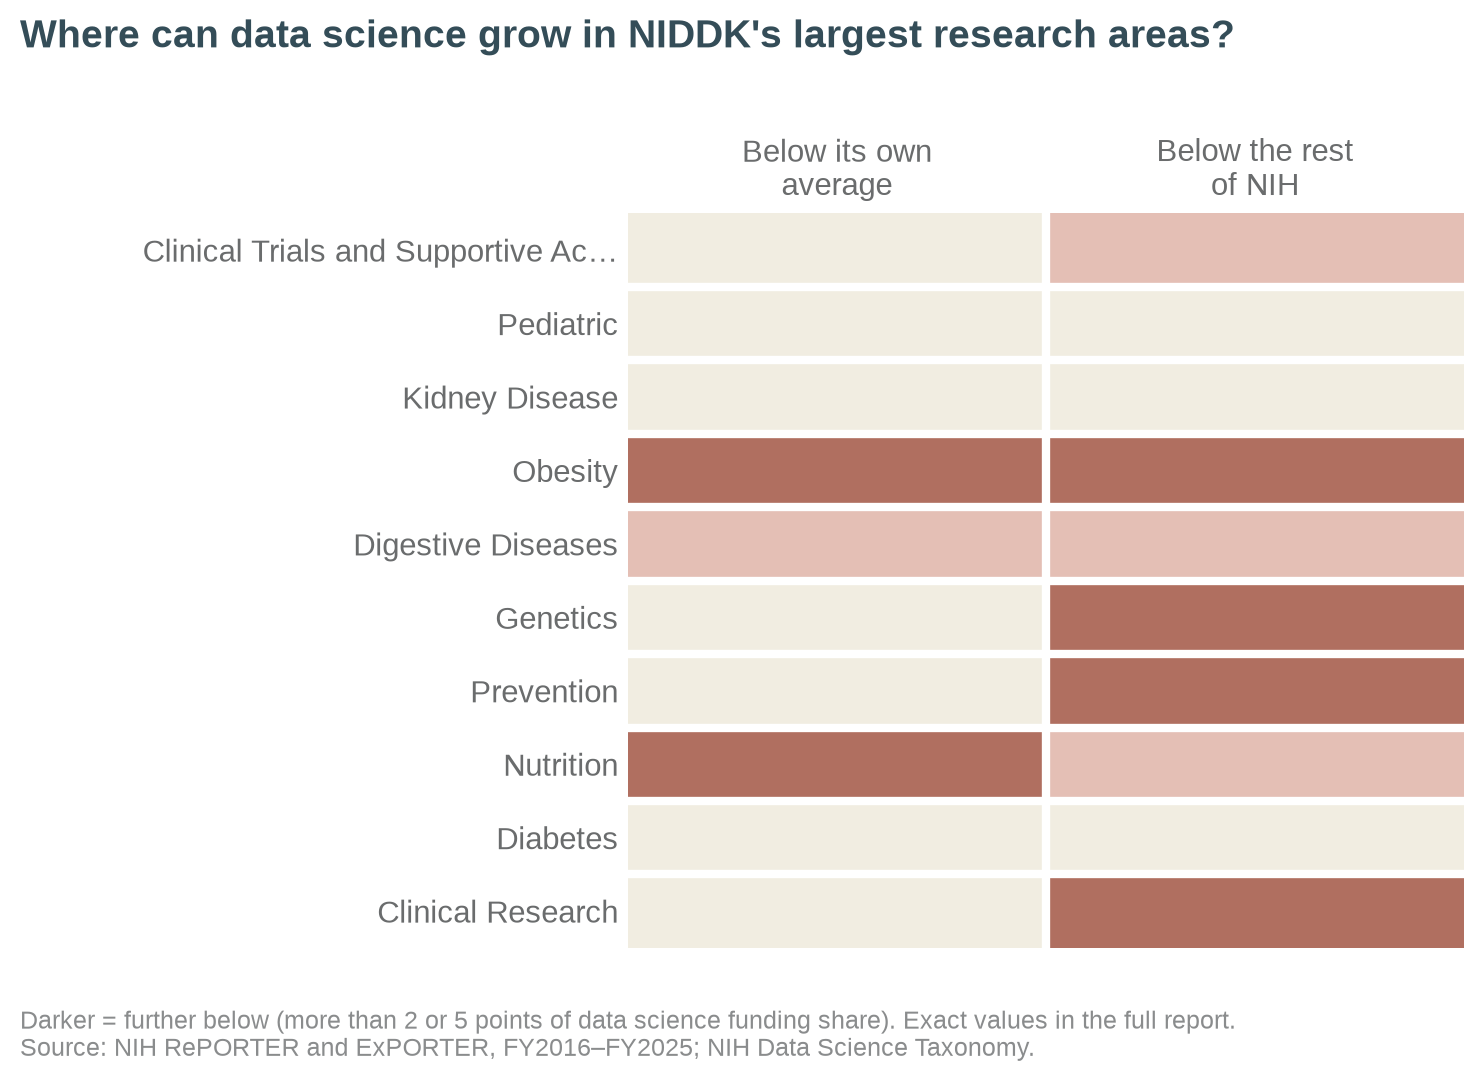 Where can data science grow in NIDDK's largest research areas?
Below its own
average
Below the rest
of NIH
Clinical Trials and Supportive Ac…
Pediatric
Kidney Disease
Obesity
Digestive Diseases
Genetics
Prevention
Nutrition
Diabetes
Clinical Research
Darker = further below (more than 2 or 5 points of data science funding share). Exact values in the full report.
Source: NIH RePORTER and ExPORTER, FY2016–FY2025; NIH Data Science Taxonomy.